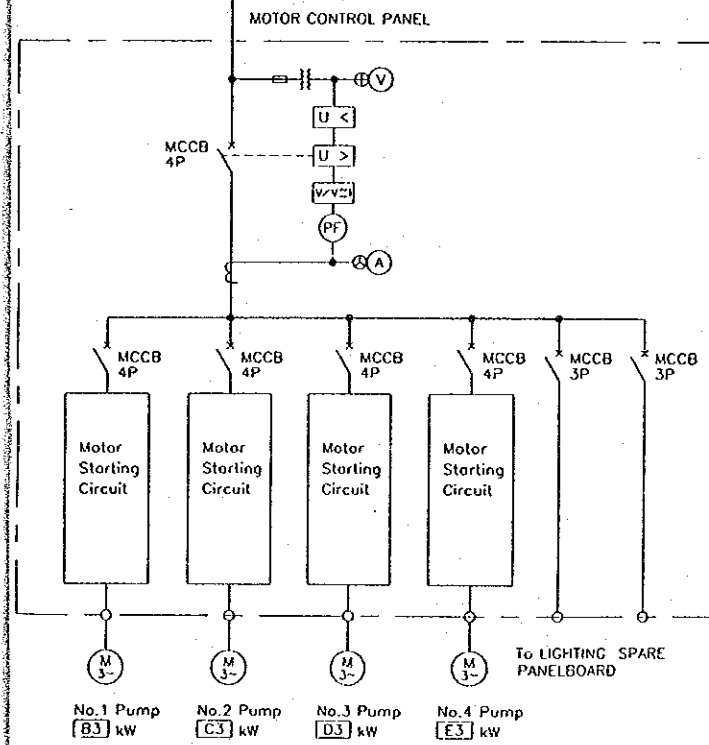 MOTOR CONTROL PANEL
V
U <
MCCB
4P
U >
V/V
PF
A
MCCB
4P
MCCB
4P
MCCB
4P
MCCB
4P
MCCB
3P
MCCB
3P
Motor
Starting
Circuit
Motor
Starting
Circuit
Motor
Starting
Circuit
Motor
Starting
Circuit
M
3~
M
3~
M
3~
M
3~
To LIGHTING SPARE
PANELBOARD
No.1 Pump
B3 kW
No.2 Pump
C3 kW
No.3 Pump
D3 kW
No.4 Pump
E3 kW